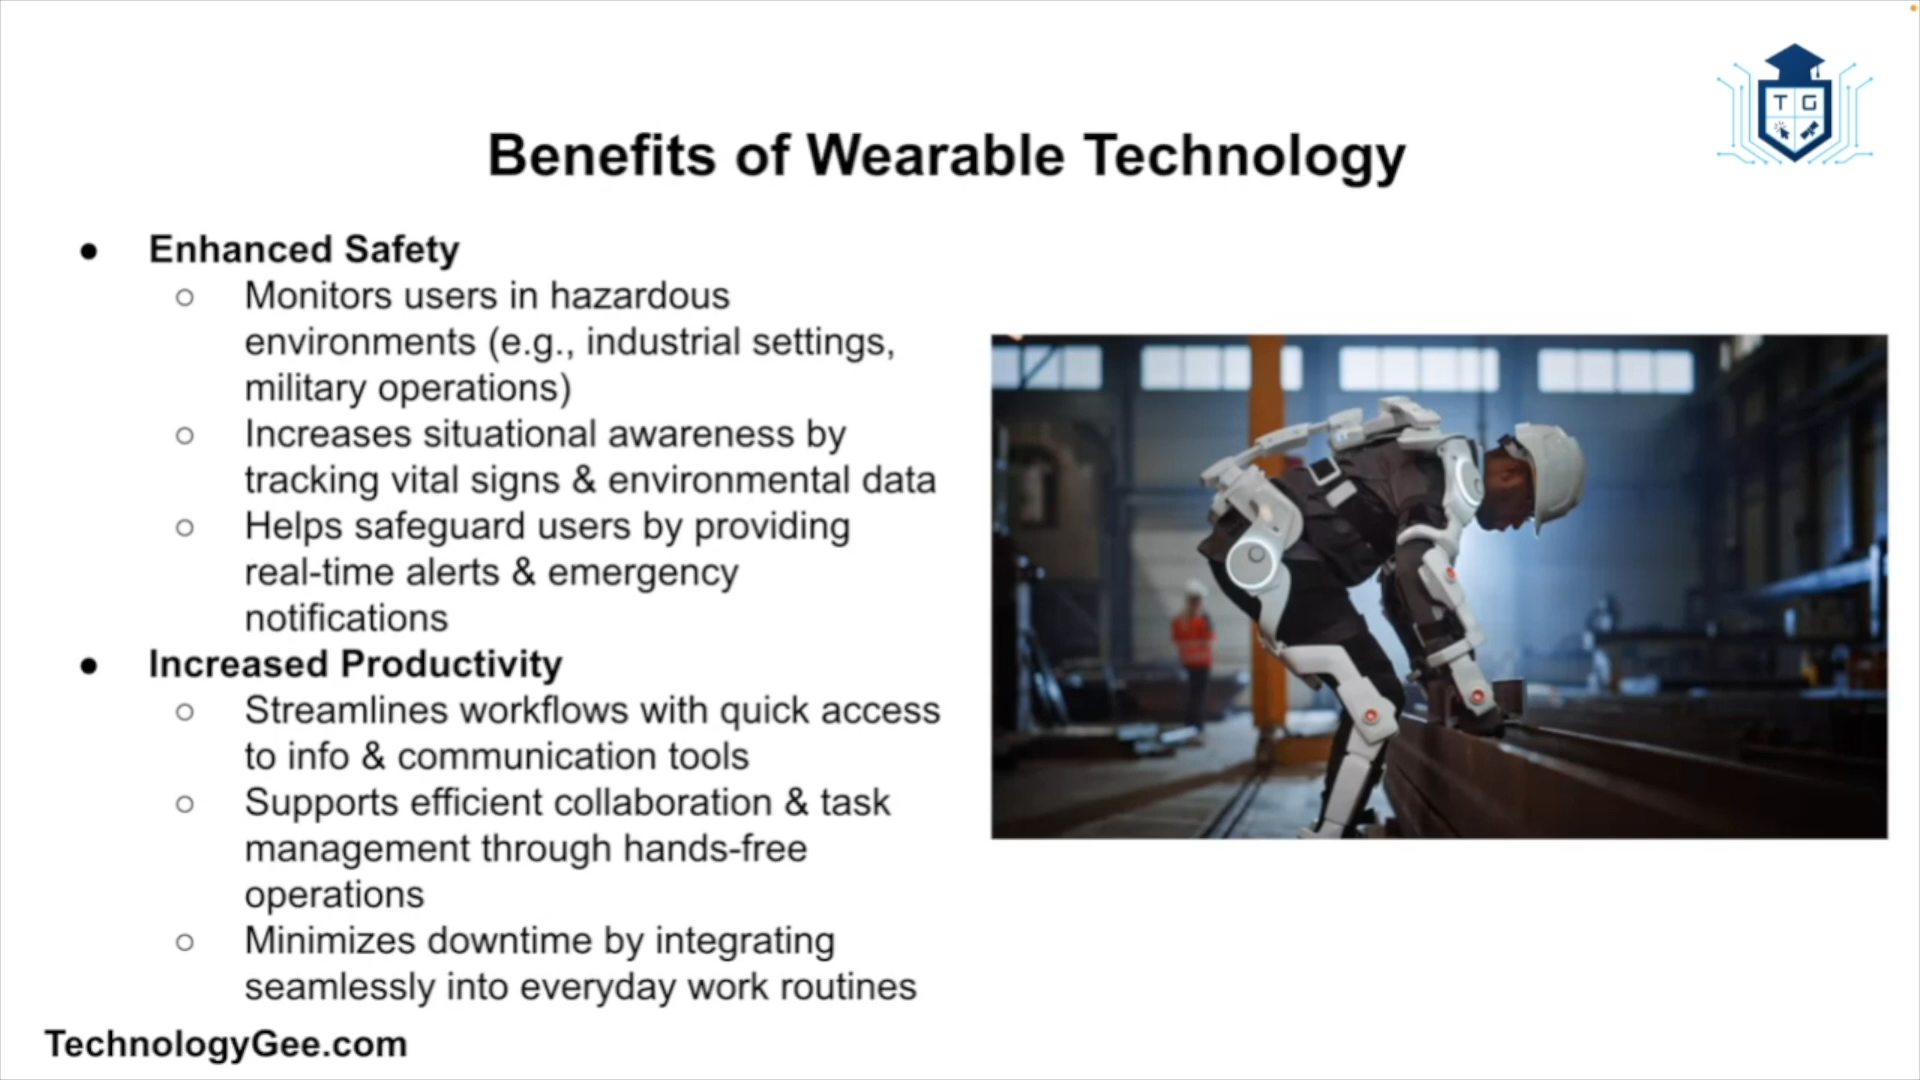 T G
Benefits of Wearable Technology
● Enhanced Safety
○ Monitors users in hazardous
environments (e.g., industrial settings,
military operations)
○ Increases situational awareness by
tracking vital signs & environmental data
○ Helps safeguard users by providing
real-time alerts & emergency
notifications
● Increased Productivity
○ Streamlines workflows with quick access
to info & communication tools
○ Supports efficient collaboration & task
management through hands-free
operations
○ Minimizes downtime by integrating
seamlessly into everyday work routines
TechnologyGee.com